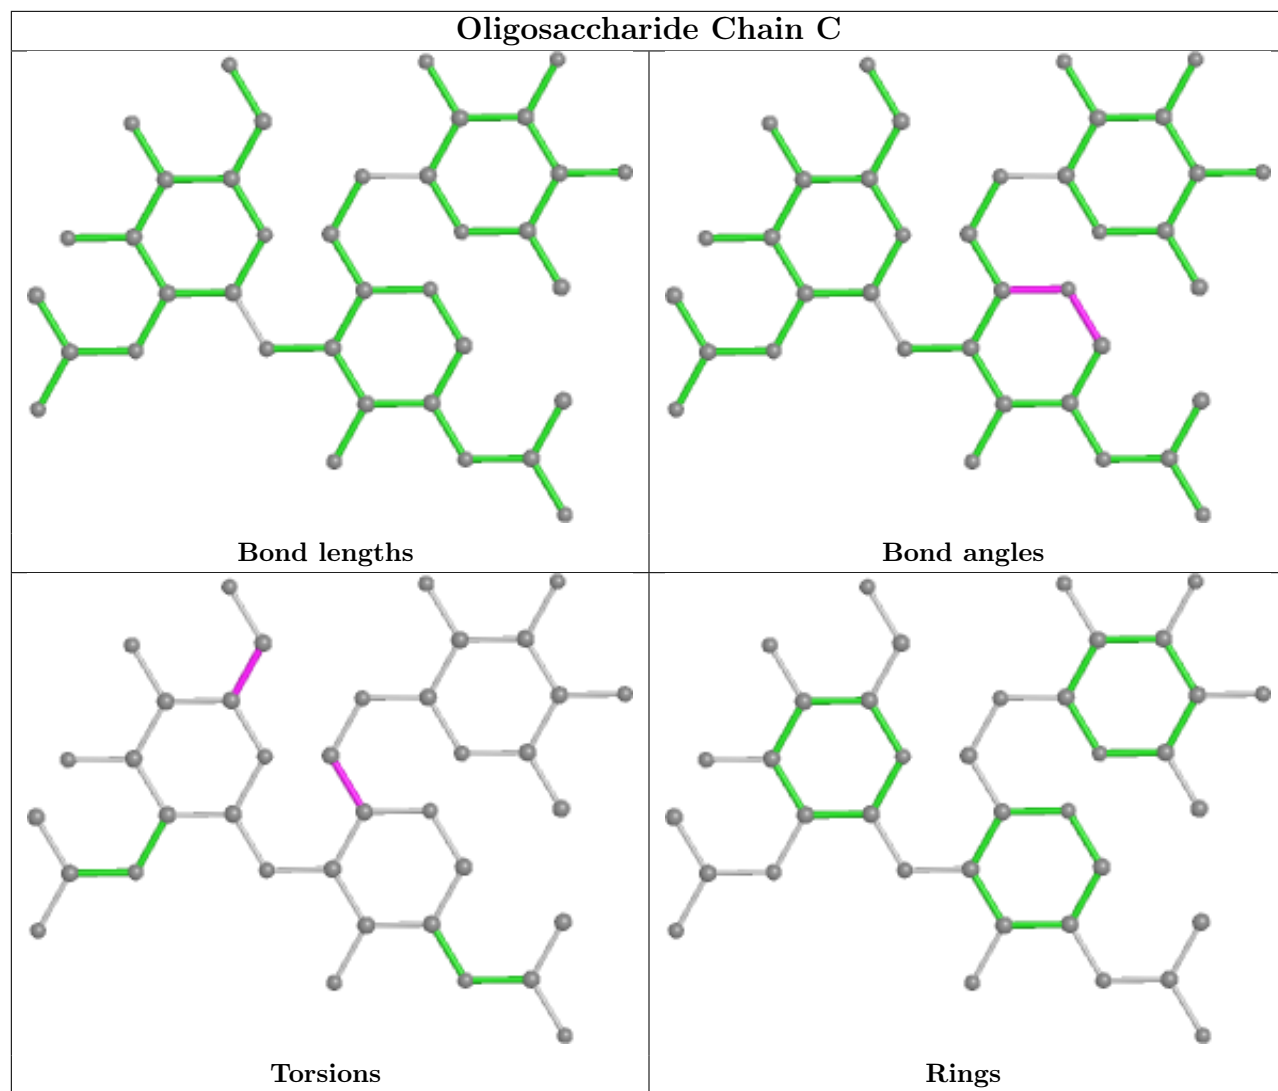 Oligosaccharide Chain C
Bond lengths
Bond angles
Torsions
Rings